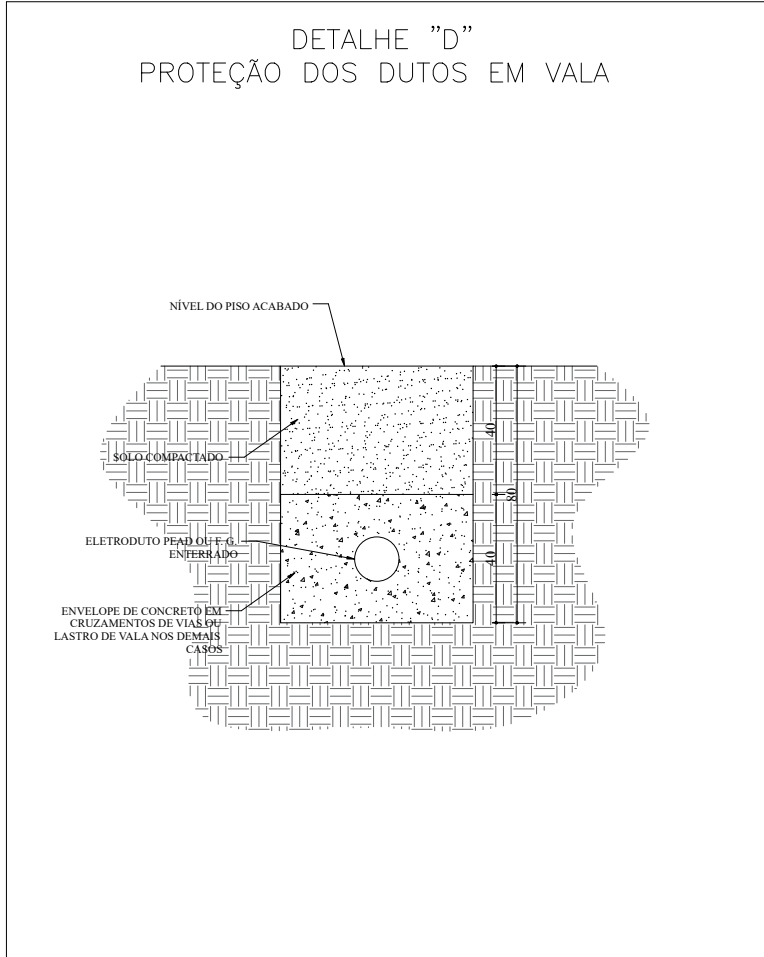 DETALHE "D"
PROTEÇÃO DOS DUTOS EM VALA
NÍVEL DO PISO ACABADO
SOLO COMPACTADO
40
80
ELETRODUTO PEAD OU F. G.
ENTERRADO
40
ENVELOPE DE CONCRETO EM
CRUZAMENTOS DE VIAS OU
LASTRO DE VALA NOS DEMAIS
CASOS